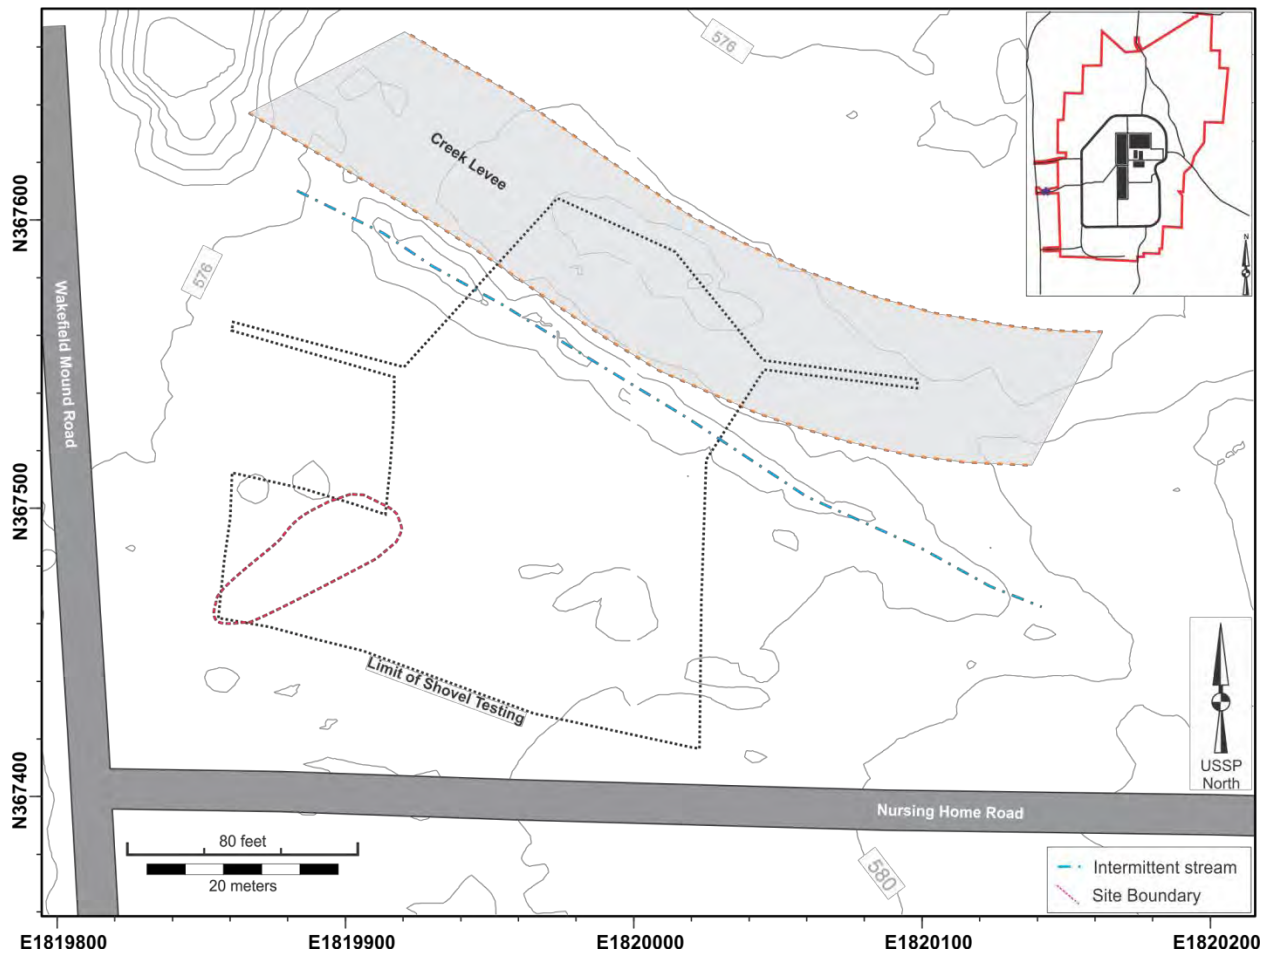 576
N
Creek Levee
N367600
576
Wakefield Mound Road
N367500
Limit of Shovel Testing
USSP
North
N367400
Nursing Home Road
80 feet
20 meters
580
Intermittent stream
Site Boundary
E1819800
E1819900
E1820000
E1820100
E1820200